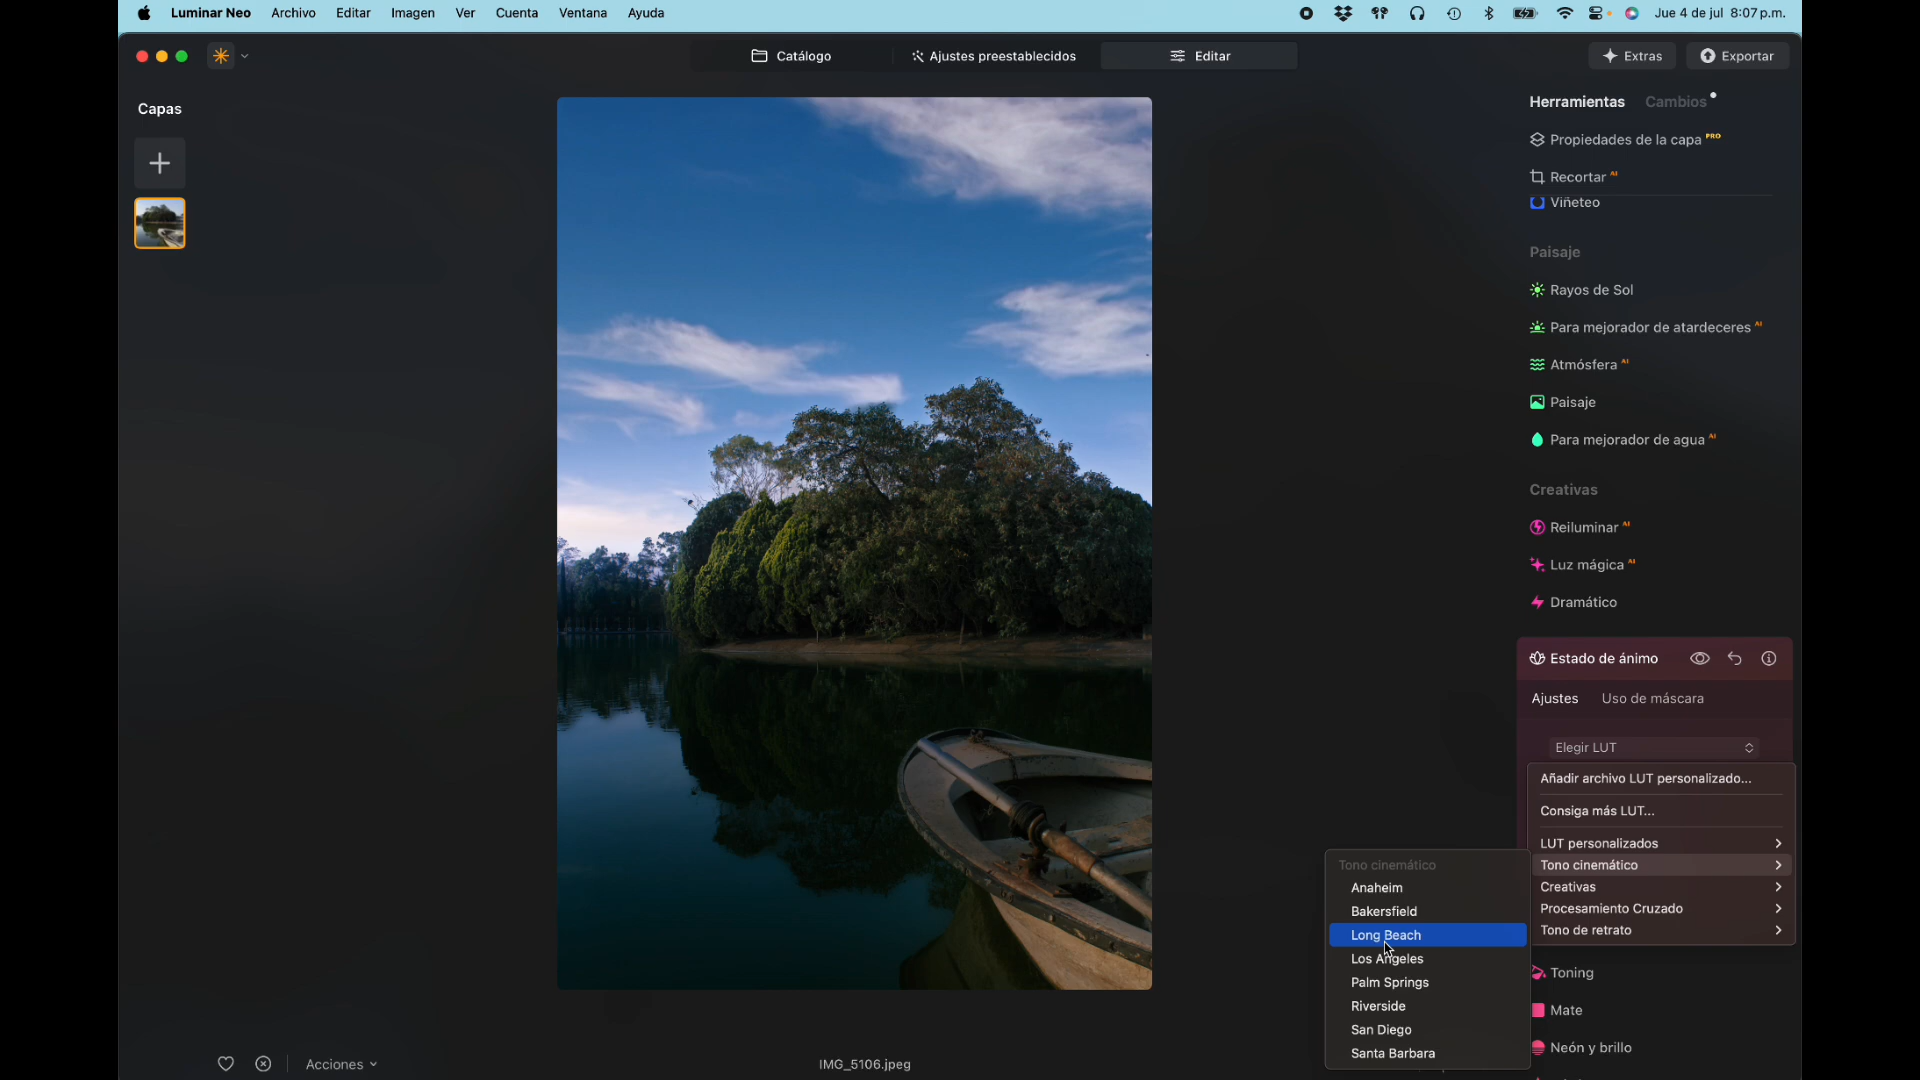 Luminar Neo Archivo Editar Imagen Ver Cuenta Ventana Ayuda
Jue 4 de jul 8:07 p.m.
Catálogo
Ajustes preestablecidos
Editar
Extras
Exportar
Capas
Herramientas Cambios
Propiedades de la capa PRO
Recortar AI
Viñeteo
Paisaje
Rayos de Sol
Para mejorador de atardeceres AI
Atmósfera AI
Paisaje
Para mejorador de agua AI
Creativas
Reiluminar AI
Luz mágica AI
Dramático
Estado de ánimo
Ajustes Uso de máscara
Elegir LUT
Añadir archivo LUT personalizado...
Consiga más LUT...
LUT personalizados
Tono cinemático
Creativas
Procesamiento Cruzado
Tono de retrato
Tono cinemático
Anaheim
Bakersfield
Long Beach
Los Angeles
Palm Springs
Riverside
San Diego
Santa Barbara
Toning
Mate
Neón y brillo
Acciones
IMG_5106.jpeg